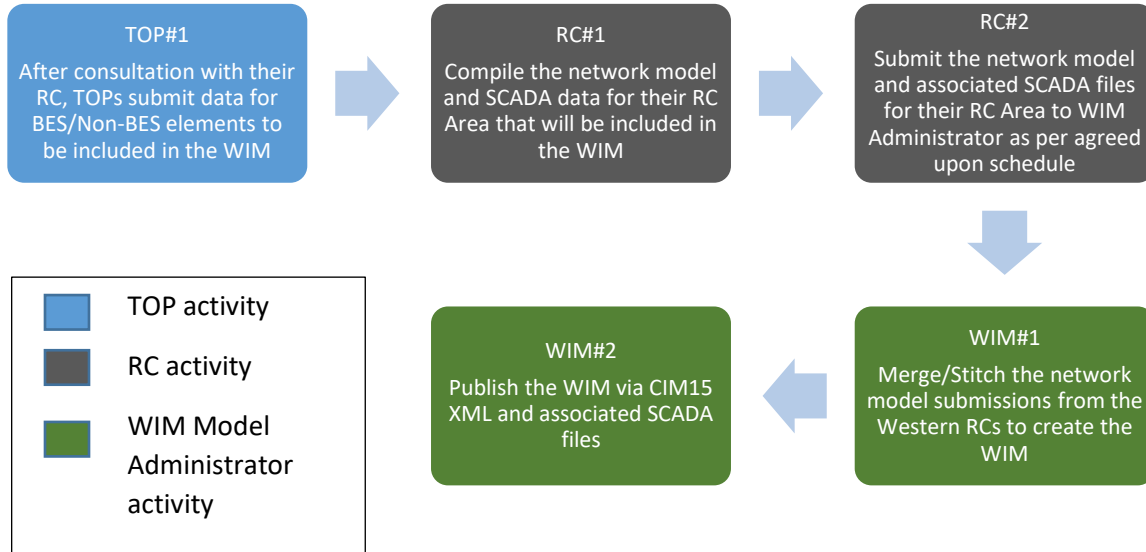 TOP#1
After consultation with their
RC, TOPs submit data for
BES/Non-BES elements to
be included in the WIM
RC#1
Compile the network model
and SCADA data for their RC
Area that will be included in
the WIM
RC#2
Submit the network model
and associated SCADA files
for their RC Area to WIM
Administrator as per agreed
upon schedule
WIM#1
Merge/Stitch the network
model submissions from the
Western RCs to create the
WIM
WIM#2
Publish the WIM via CIM15
XML and associated SCADA
files
TOP activity
RC activity
WIM Model
Administrator
activity